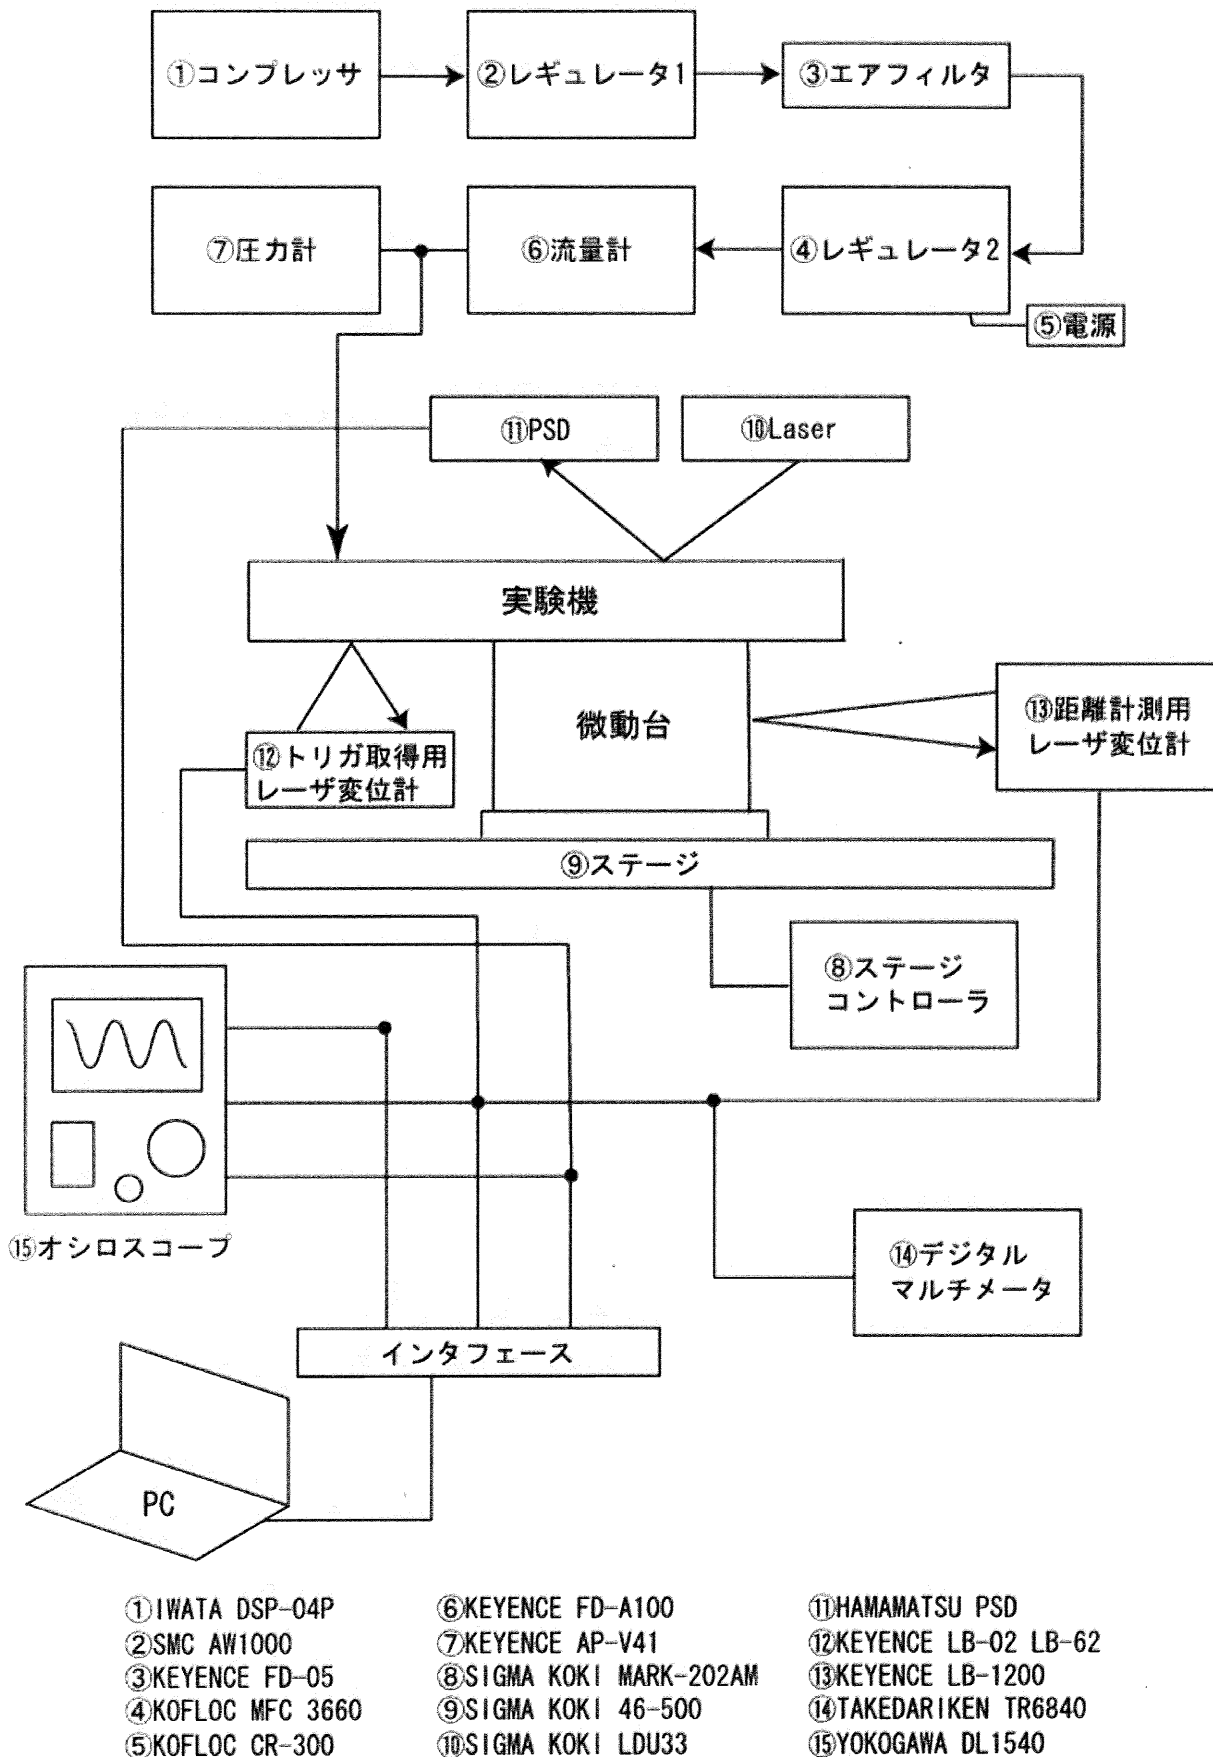 ①コンプレッサ
②レギュレータ1
③エアフィルタ
⑦圧力計
⑥流量計
④レギュレータ2
⑤電源
⑪PSD
⑩Laser
実験機
微動台
⑬距離計測用
レーザ変位計
⑫トリガ取得用
レーザ変位計
⑨ステージ
⑧ステージ
コントローラ
⑮オシロスコープ
⑭デジタル
マルチメータ
インタフェース
PC
①IWATA DSP-04P
②SMC AW1000
③KEYENCE FD-05
④KOFLOC MFC 3660
⑤KOFLOC CR-300
⑥KEYENCE FD-A100
⑦KEYENCE AP-V41
⑧SIGMA KOKI MARK-202AM
⑨SIGMA KOKI 46-500
⑩SIGMA KOKI LDU33
⑪HAMAMATSU PSD
⑫KEYENCE LB-02 LB-62
⑬KEYENCE LB-1200
⑭TAKEDARIKEN TR6840
⑮YOKOGAWA DL1540